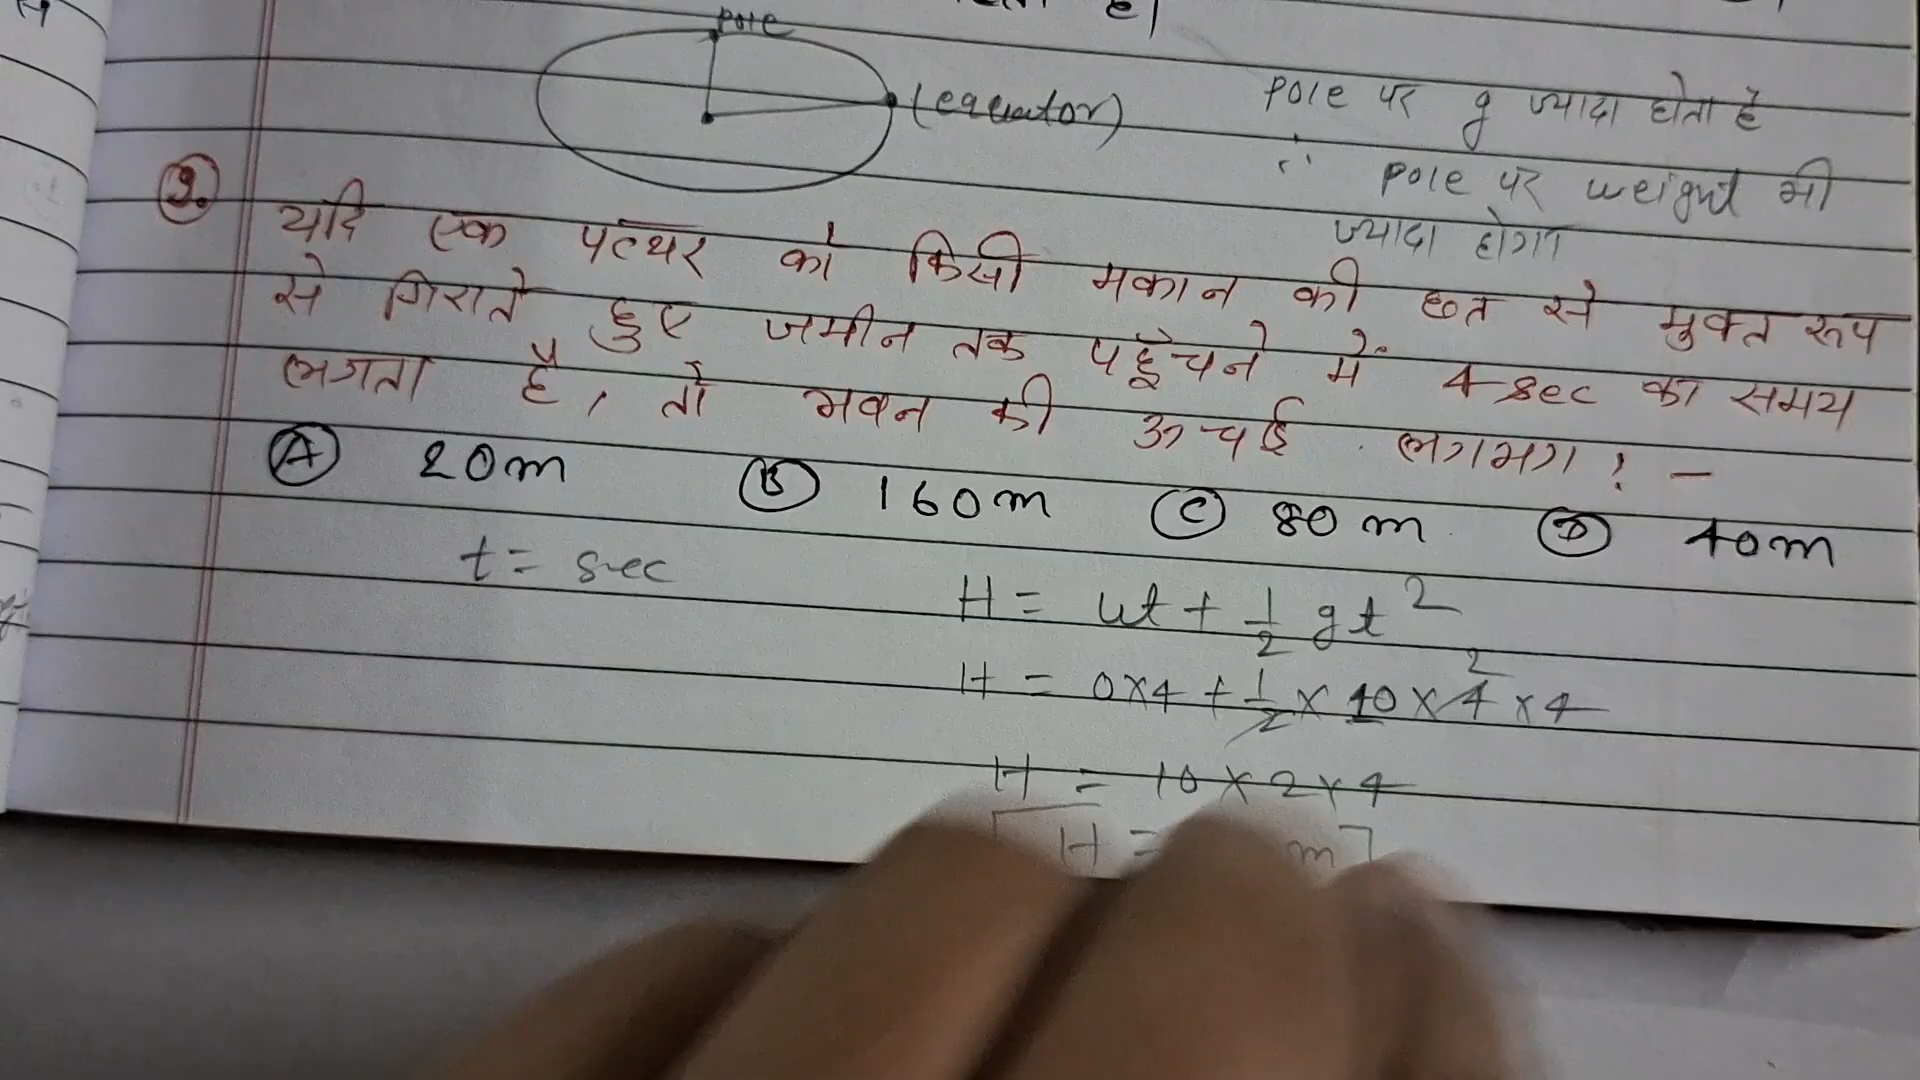 pole
(equator)
pole पर g ज्यादा होता है
∴ pole पर weight भी
ज्यादा होगा
9. यदि एक पत्थर को किसी मकान की छत से मुक्त रूप
से गिराते हुए जमीन तक पहूँचने में 4 sec का समय
लगता है, तो भवन की ऊचाई लगभग ! -
(A) 20m (B) 160m (C) 80m (D) 40m
t = sec
H = ut + 1/2 gt²
H = 0×4 + 1/2 × 10 × 4 2 × 4
H = 10×2×4
H = m